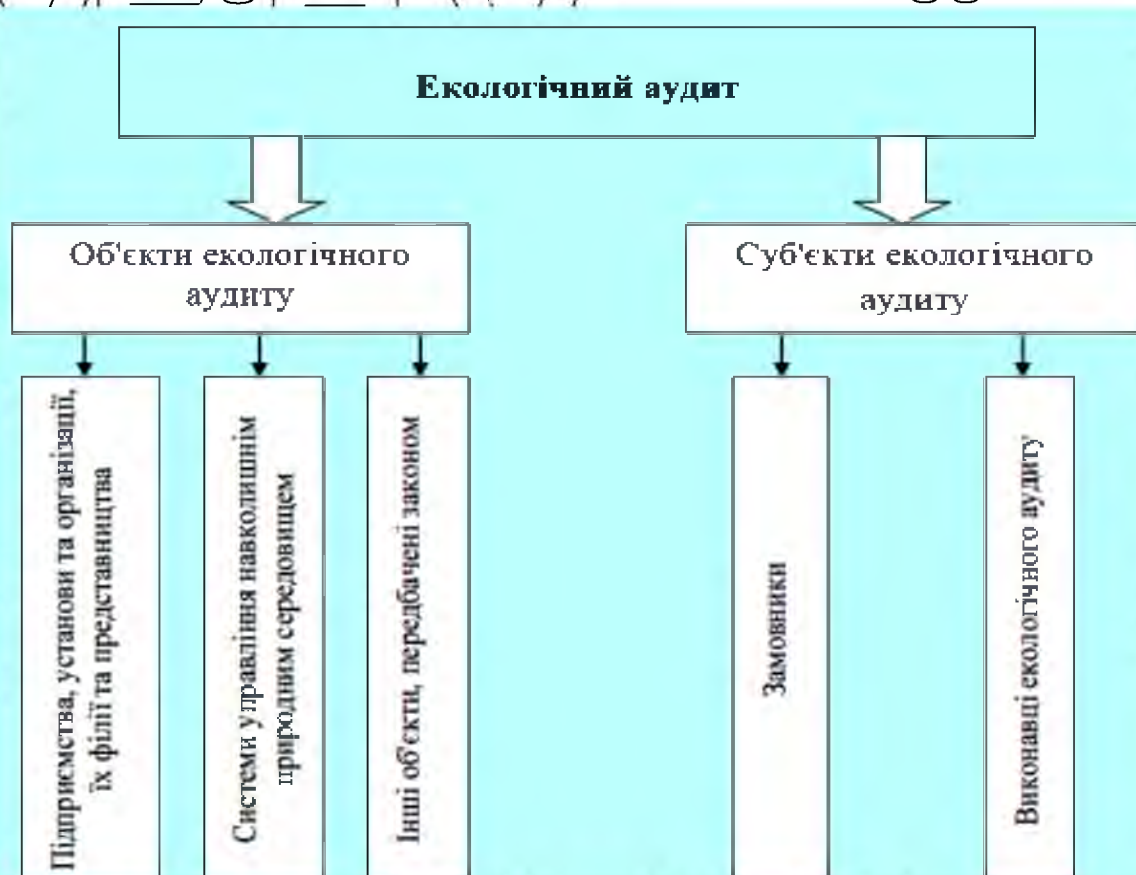 Екологічний аудит
Об'єкти екологічного
аудиту
Суб'єкти екологічного
аудиту
Підприємства, установи та організації,
їх філії та представництва
Системи управління навколишнім
природним середовищем
Інші об'єкти, передбачені законом
Замовники
Виконавці екологічного аудиту